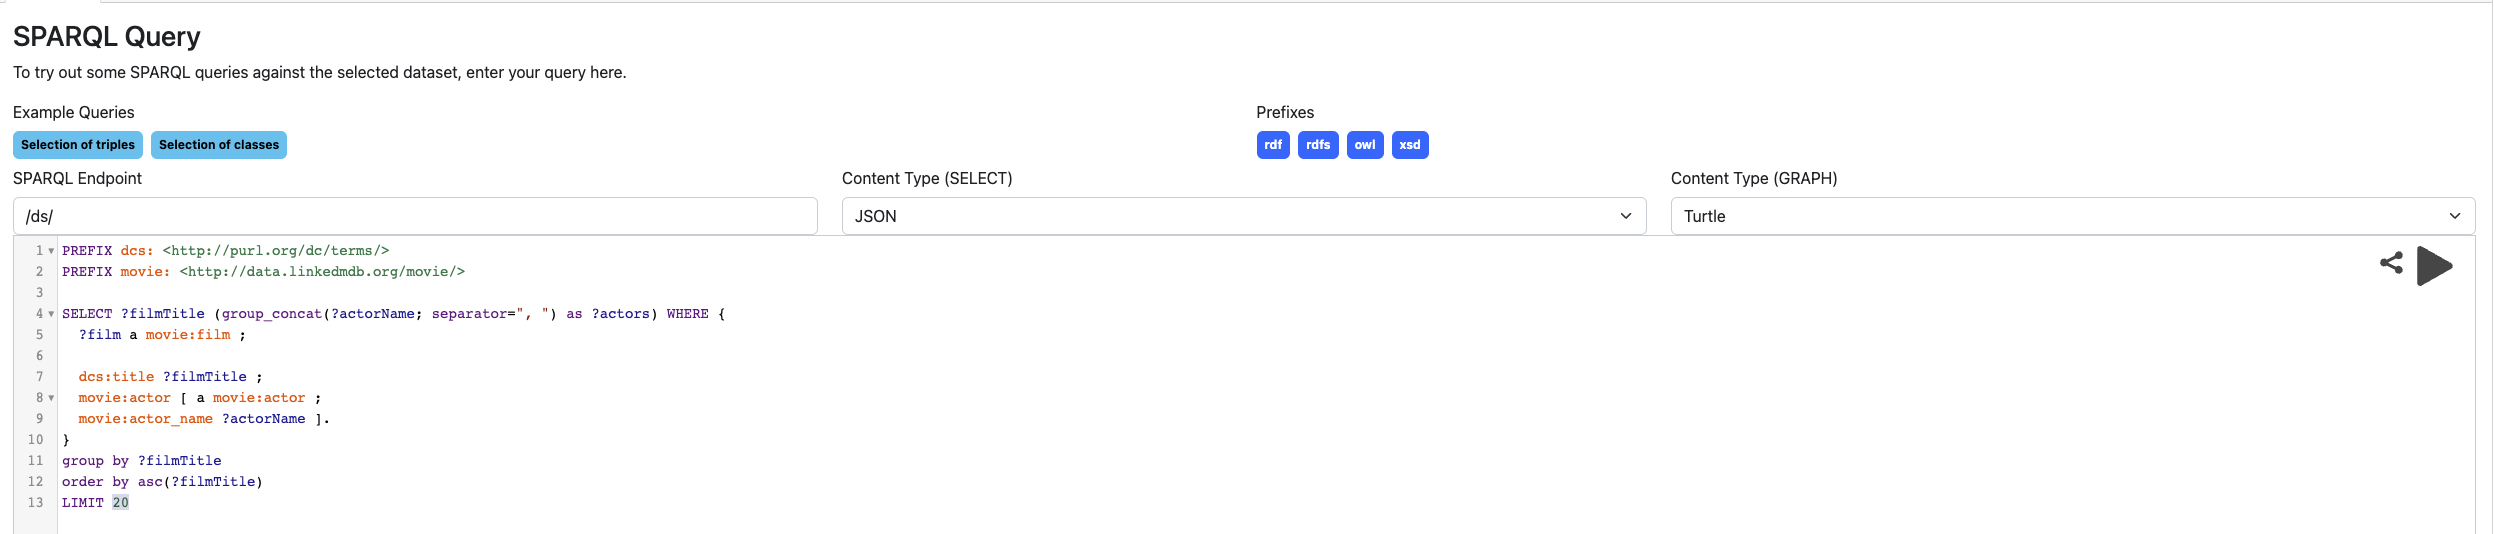 SPARQL Query
To try out some SPARQL queries against the selected dataset, enter your query here.
Example Queries
Selection of triples Selection of classes
Prefixes
rdf rdfs owl xsd
SPARQL Endpoint
/ds/
Content Type (SELECT)
JSON
Content Type (GRAPH)
Turtle
1 PREFIX dcs: <http://purl.org/dc/terms/>
2 PREFIX movie: <http://data.linkedmdb.org/movie/>
3
4 SELECT ?filmTitle (group_concat(?actorName; separator=", ") as ?actors) WHERE {
5   ?film a movie:film ;
6
7   dcs:title ?filmTitle ;
8   movie:actor [ a movie:actor ;
9   movie:actor_name ?actorName ].
10 }
11 group by ?filmTitle
12 order by asc(?filmTitle)
13 LIMIT 20